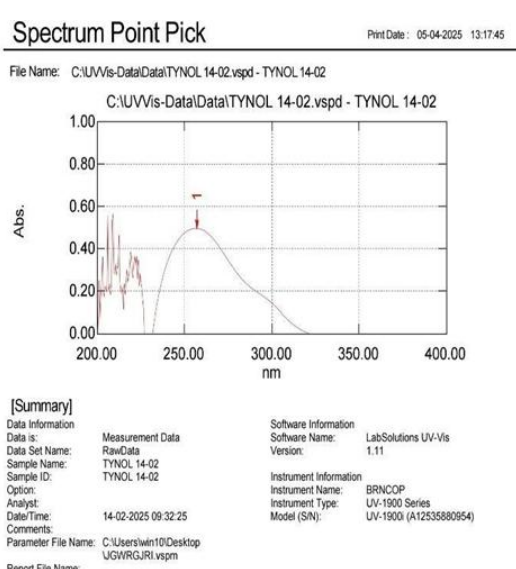 Spectrum Point Pick
Print Date : 05-04-2025 13:17:45
File Name: C:\UVVis-Data\Data\TYNOL 14-02.vspd - TYNOL 14-02
C:\UVVis-Data\Data\TYNOL 14-02.vspd - TYNOL 14-02
1.00
0.80
0.60
0.40
0.20
0.00
Abs.
1
200.00 250.00 300.00 350.00 400.00
nm
[Summary]
Data Information
Data is: Measurement Data
Data Set Name: RawData
Sample Name: TYNOL 14-02
Sample ID: TYNOL 14-02
Option:
Analyst:
Date/Time: 14-02-2025 09:32:25
Comments:
Parameter File Name: C:\Users\win10\Desktop
\JGWRGJRI.vspm
Report File Name:
Software Information
Software Name: LabSolutions UV-Vis
Version: 1.11
Instrument Information
Instrument Name: BRNCOP
Instrument Type: UV-1900 Series
Model (S/N): UV-1900i (A12535880954)